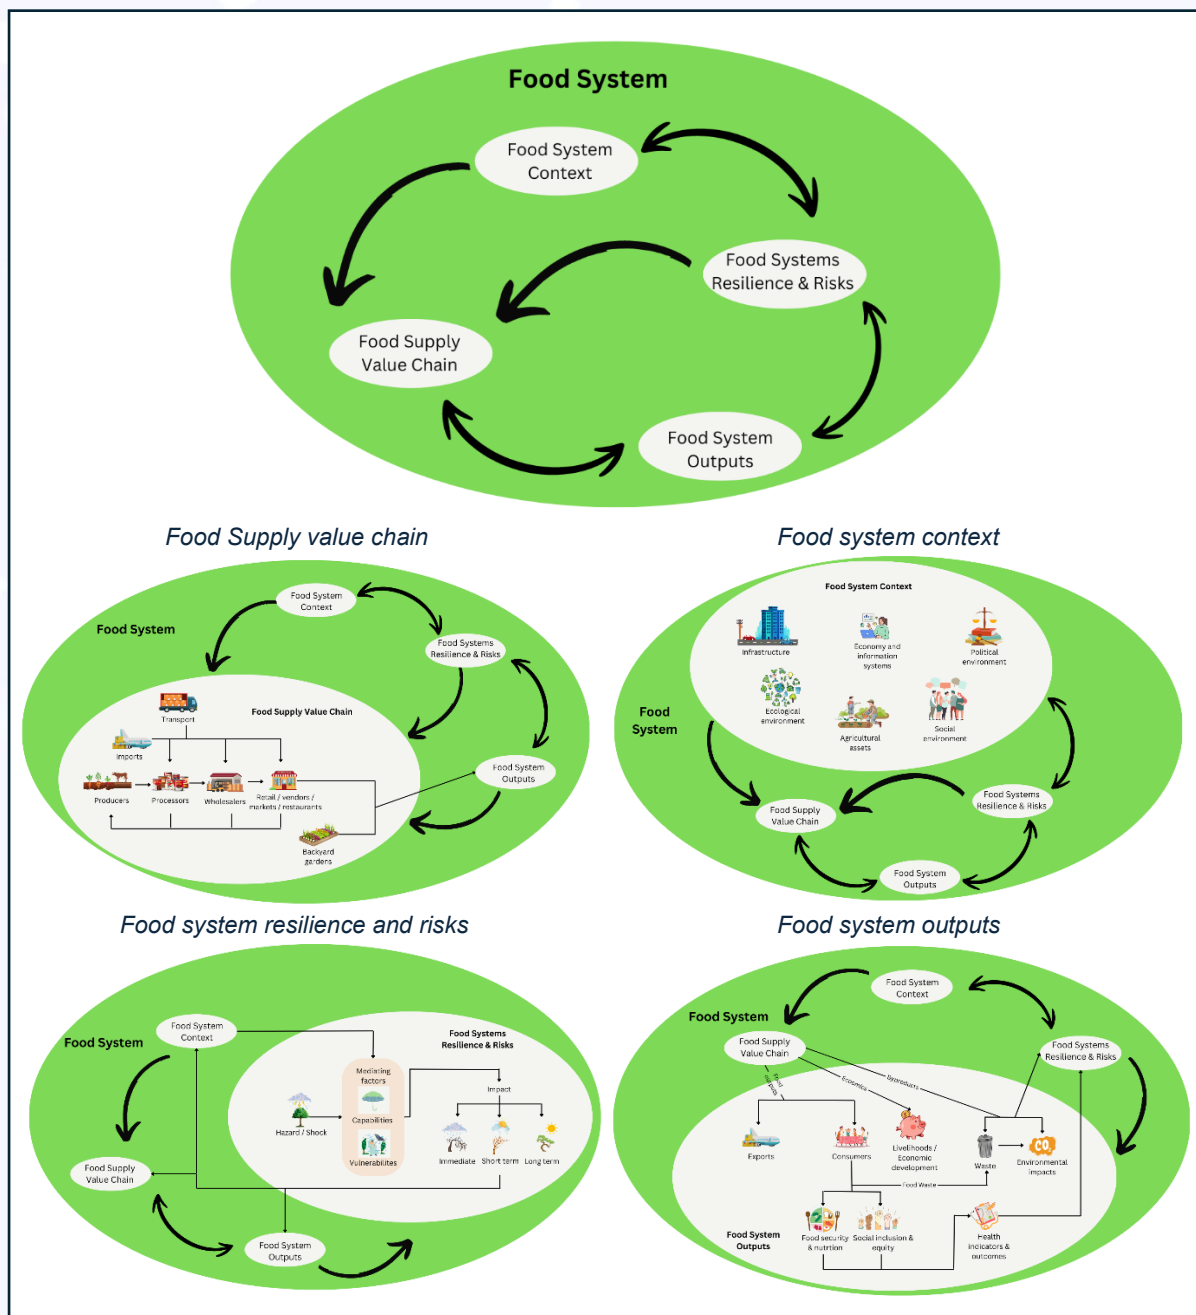 Food System
Food System
Context
Food Systems
Resilience & Risks
Food Supply
Value Chain
Food System
Outputs
Food Supply value chain
Food System
Context
Food System
Food Systems
Resilience & Risks
Food Supply Value Chain
Transport
Imports
Producers
Processors
Wholesalers
Retail / vendors /
markets / restaurants
Backyard
gardens
Food System
Outputs
Food system context
Food System Context
Infrastructure
Economy and
information
systems
Political
environment
Ecological
environment
Agricultural
assets
Social
environment
Food
System
Food Supply
Value Chain
Food Systems
Resilience & Risks
Food System
Outputs
Food system resilience and risks
Food System
Food System
Context
Food Systems
Resilience & Risks
Mediating
factors
Capabilities
Vulnerabilites
Hazard / Shock
Impact
Immediate
Short term
Long term
Food Supply
Value Chain
Food System
Outputs
Food system outputs
Food System
Context
Food System
Food Supply
Value Chain
Food Systems
Resilience & Risks
Food
outputs
Ecosmics
Byproducts
Exports
Consumers
Livelihoods /
Economic
development
Waste
CO2
Environmental
impacts
Food Waste
Food System
Outputs
Food security
& nutrtion
Social inclusion &
equity
Health
indicators &
outcomes